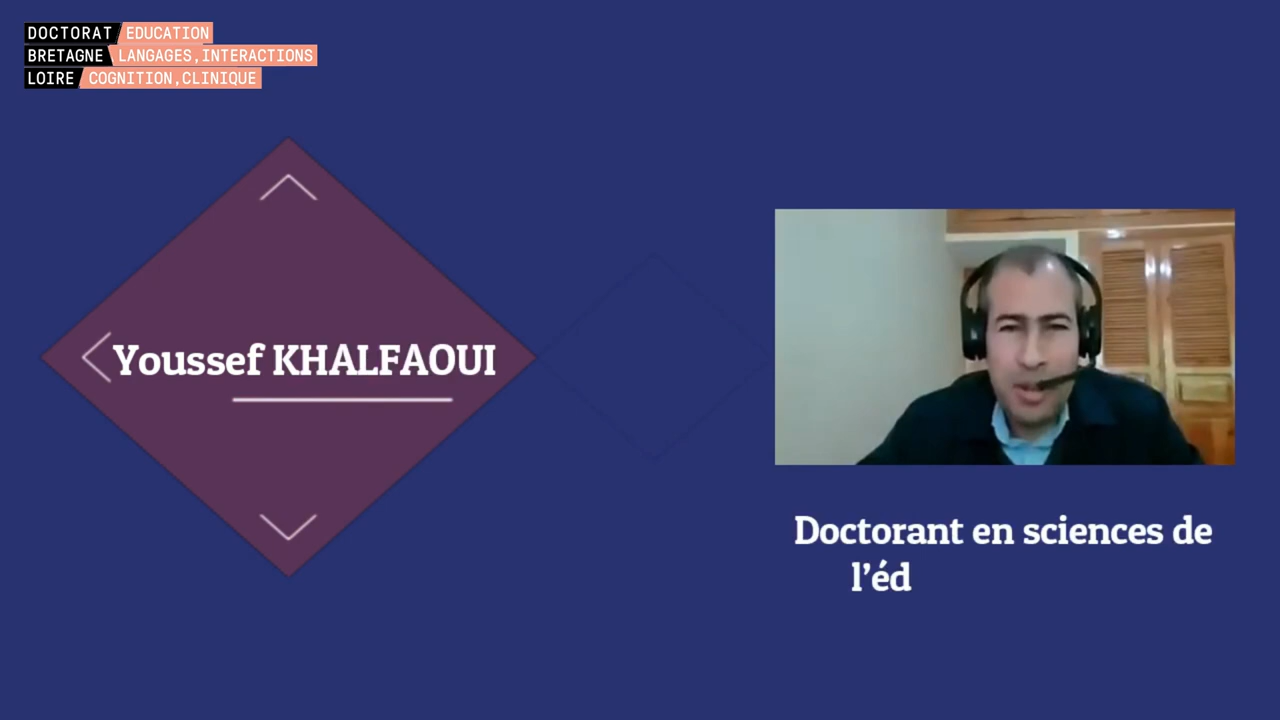 DOCTORAT / EDUCATION
BRETAGNE \ LANGAGES,INTERACTIONS
LOIRE / COGNITION,CLINIQUE
Youssef KHALFAOUI
Doctorant en sciences de
l'éd